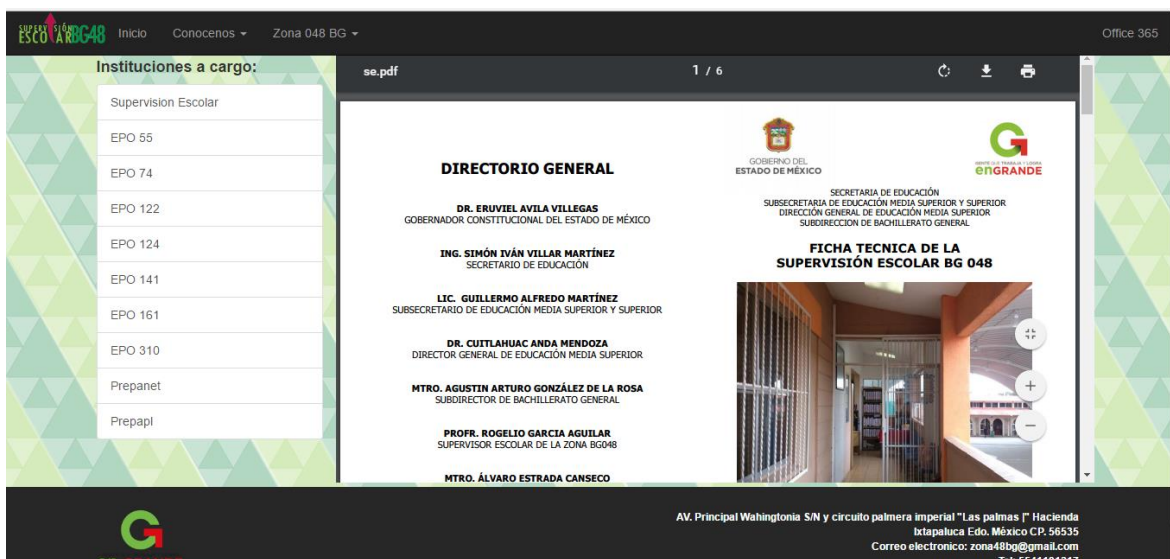 SUPERVISIÓN
ESCOLAR BG48
Inicio
Conocenos
Zona 048 BG
Office 365
Instituciones a cargo:
Supervision Escolar
EPO 55
EPO 74
EPO 122
EPO 124
EPO 141
EPO 161
EPO 310
Prepanet
Prepapl
se.pdf
1 / 6
DIRECTORIO GENERAL
DR. ERUVIEL AVILA VILLEGAS
GOBERNADOR CONSTITUCIONAL DEL ESTADO DE MÉXICO
ING. SIMÓN IVÁN VILLAR MARTÍNEZ
SECRETARIO DE EDUCACIÓN
LIC. GUILLERMO ALFREDO MARTÍNEZ
SUBSECRETARIO DE EDUCACIÓN MEDIA SUPERIOR Y SUPERIOR
DR. CUITLAHUAC ANDA MENDOZA
DIRECTOR GENERAL DE EDUCACIÓN MEDIA SUPERIOR
MTRO. AGUSTIN ARTURO GONZÁLEZ DE LA ROSA
SUBDIRECTOR DE BACHILLERATO GENERAL
PROFR. ROGELIO GARCIA AGUILAR
SUPERVISOR ESCOLAR DE LA ZONA BG048
MTRO. ÁLVARO ESTRADA CANSECO
GOBIERNO DEL
ESTADO DE MÉXICO
GENTE QUE TRABAJA Y LOGRA
enGRANDE
SECRETARIA DE EDUCACIÓN
SUBSECRETARIA DE EDUCACIÓN MEDIA SUPERIOR Y SUPERIOR
DIRECCIÓN GENERAL DE EDUCACIÓN MEDIA SUPERIOR
SUBDIRECCION DE BACHILLERATO GENERAL
FICHA TECNICA DE LA
SUPERVISIÓN ESCOLAR BG 048
AV. Principal Wahingtonia S/N y circuito palmera imperial "Las palmas |" Hacienda
Ixtapaluca Edo. México CP. 56535
Correo electronico: zona48bg@gmail.com